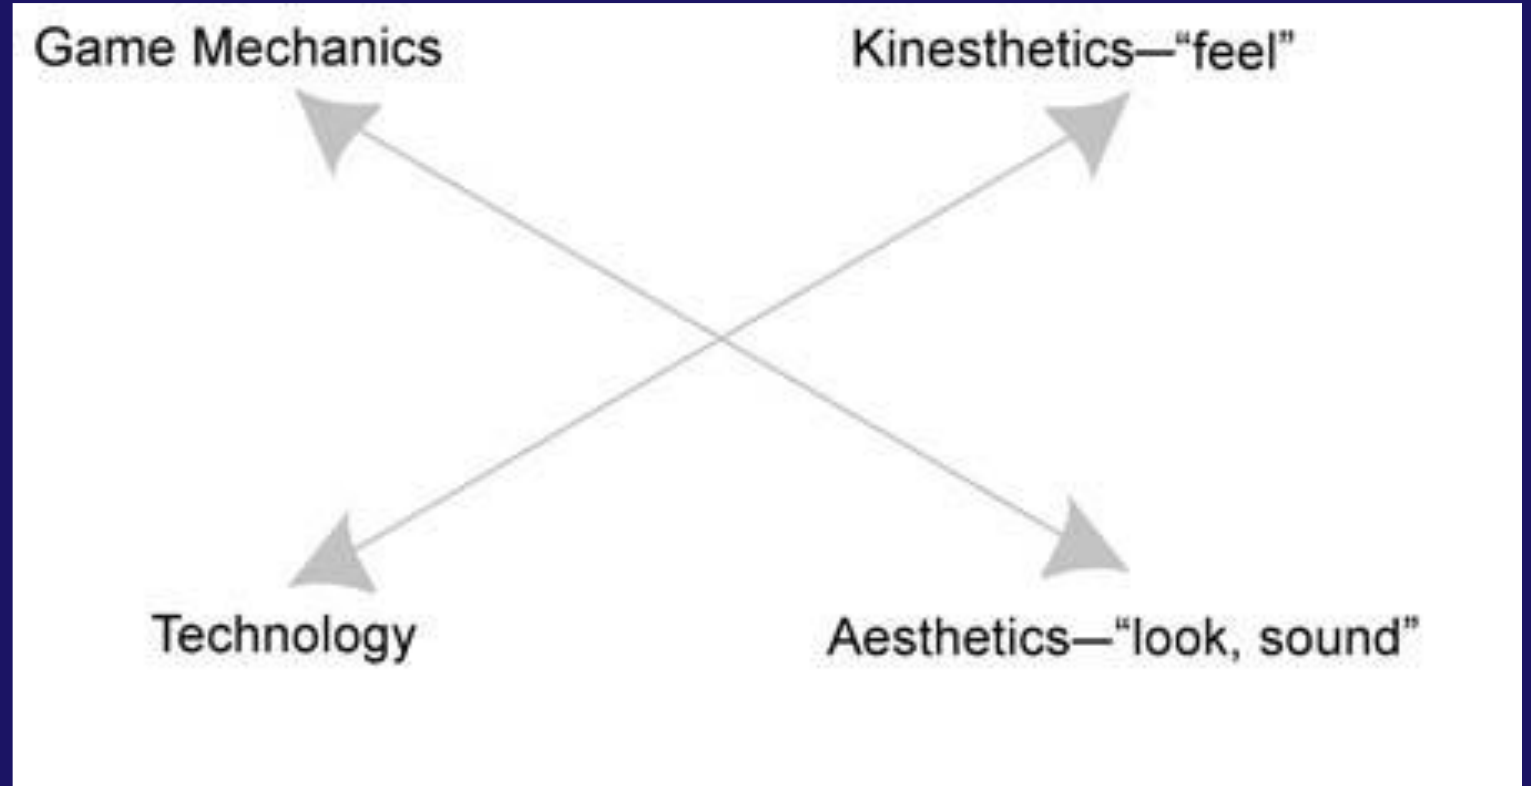 Game Mechanics
Kinesthetics—“feel”
Technology
Aesthetics—“look, sound”